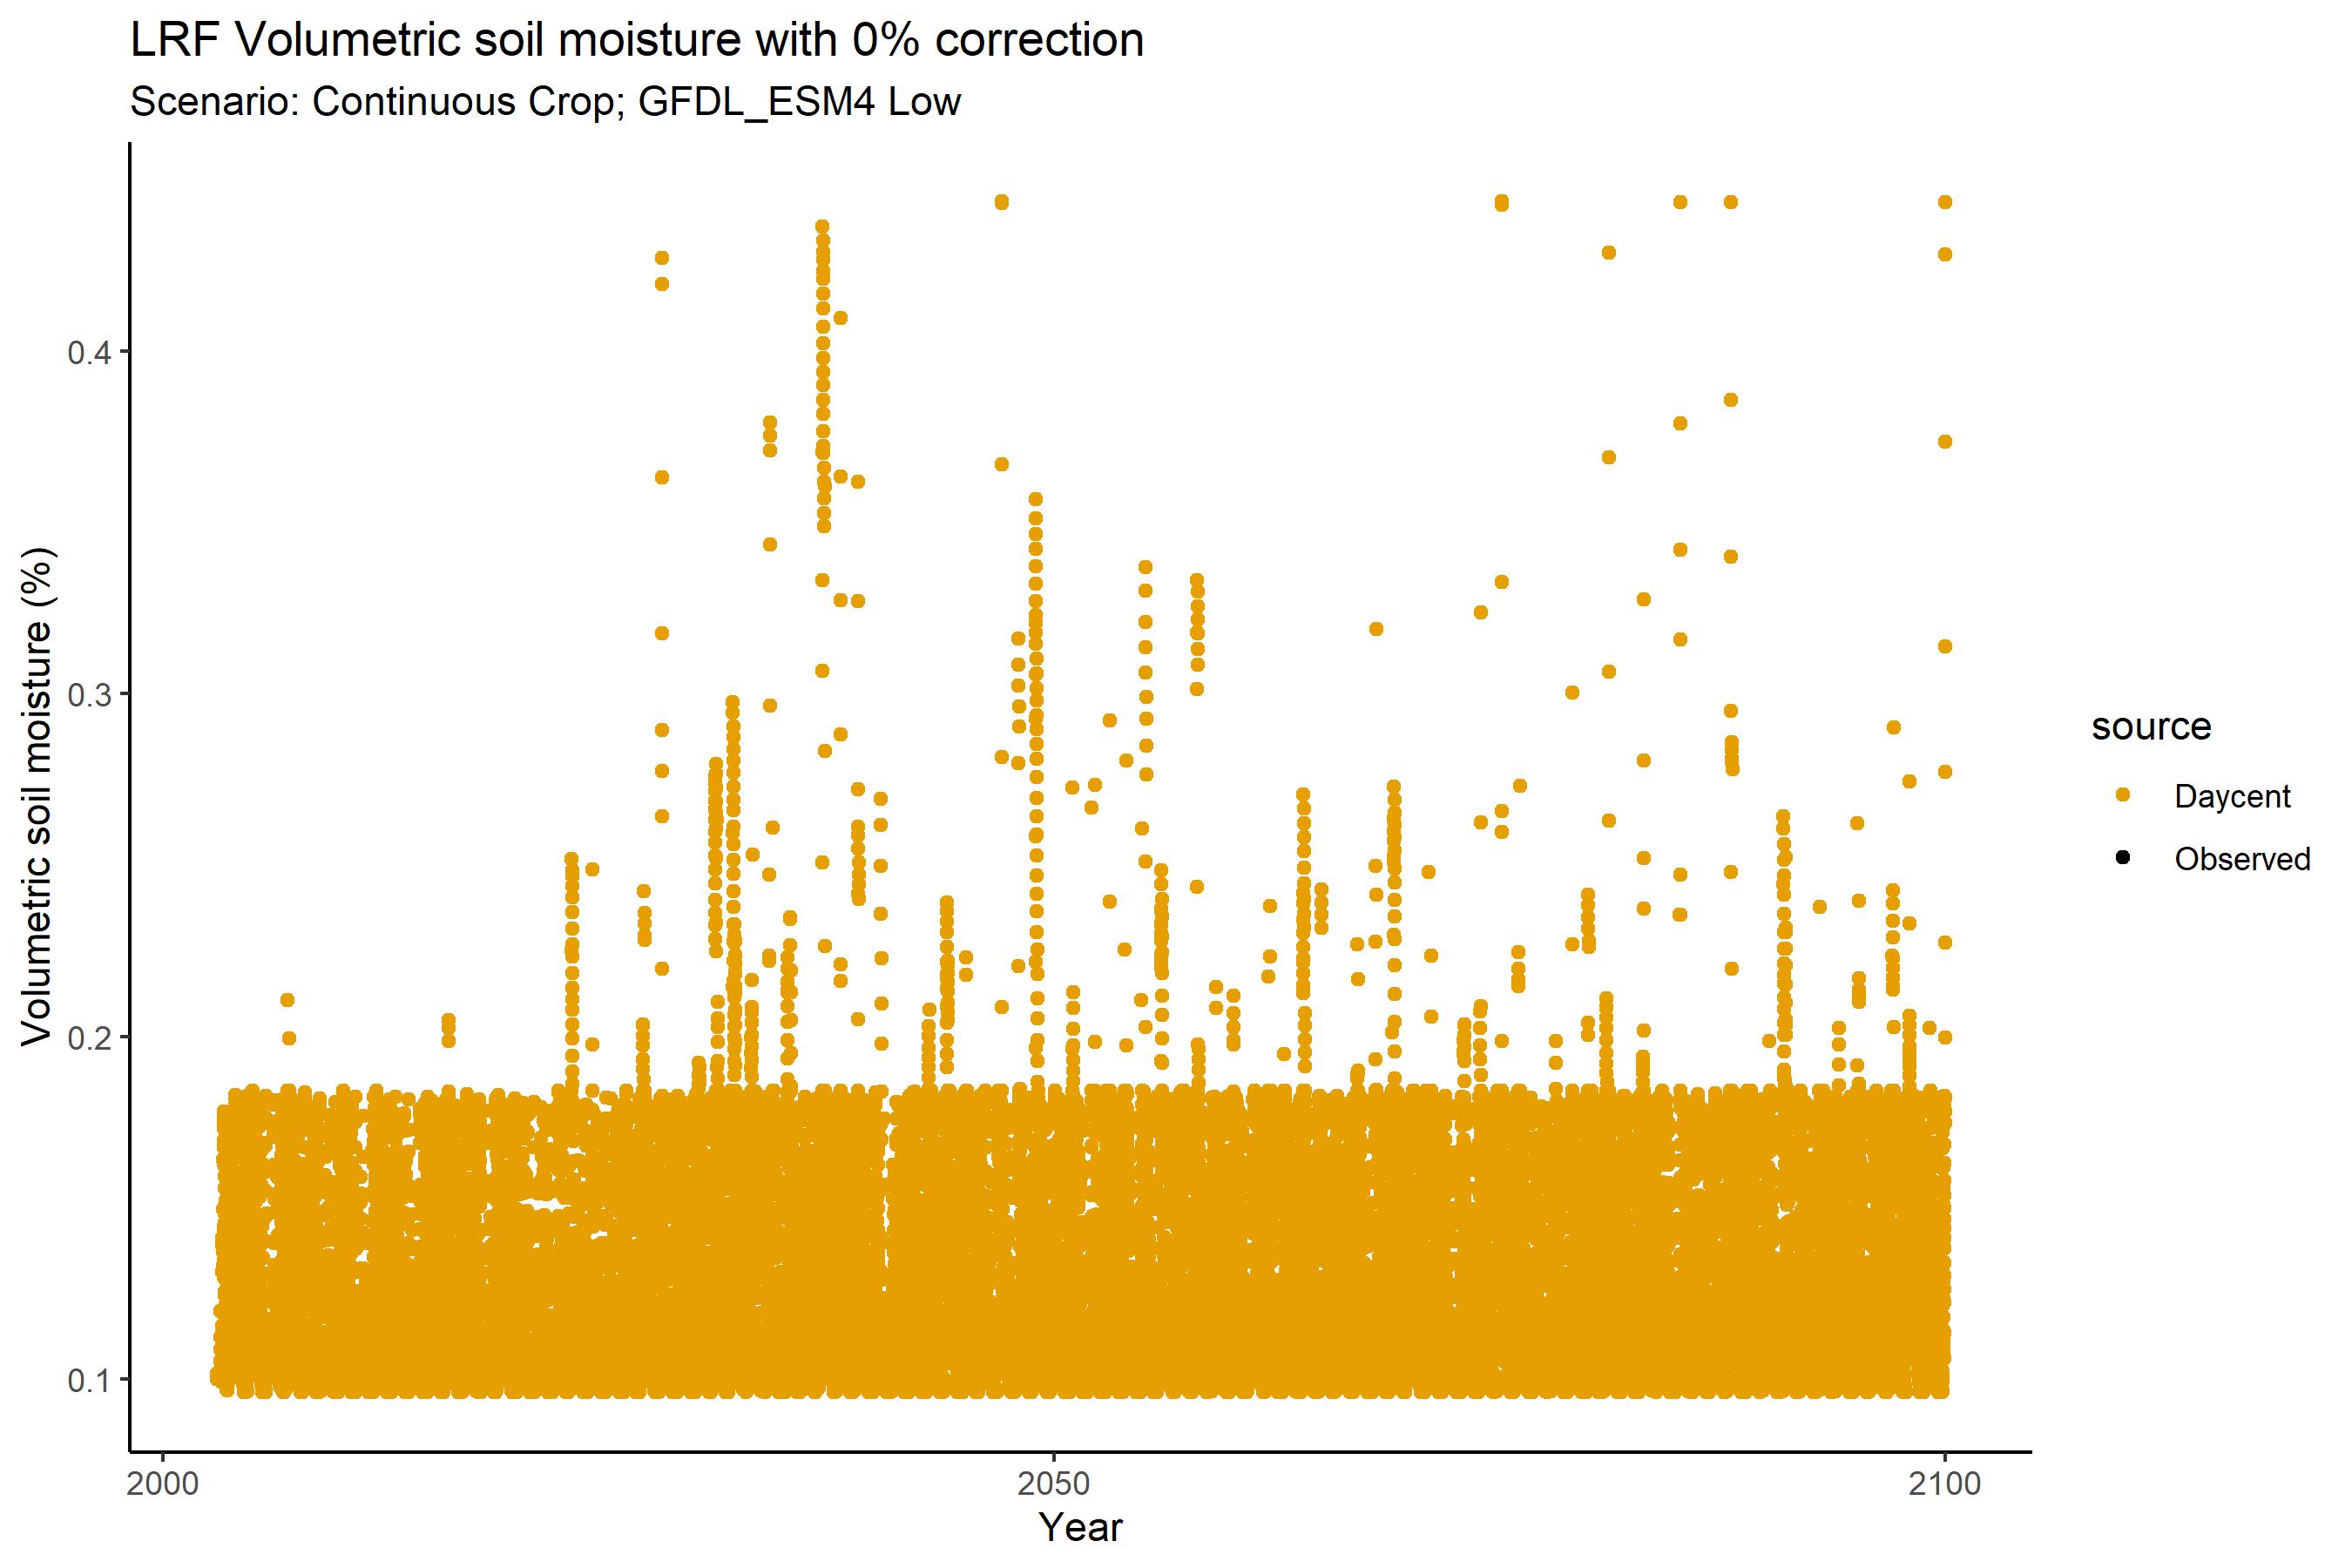 LRF Volumetric soil moisture with 0% correction
Scenario: Continuous Crop; GFDL_ESM4 Low
Volumetric soil moisture (%)
0.4
0.3
0.2
0.1
2000
2050
2100
Year
source
Daycent
Observed